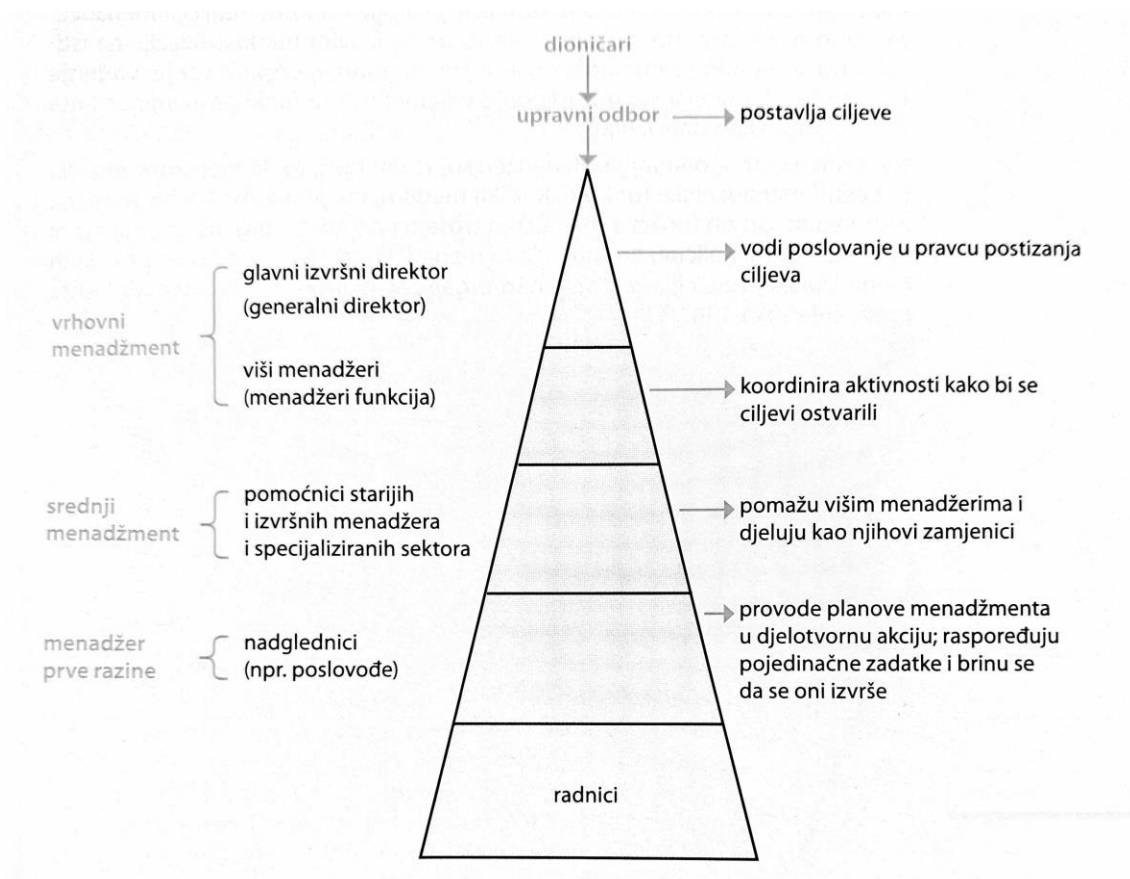 dioničari
upravni odbor
postavlja ciljeve
vrhovni
menadžment
glavni izvršni direktor
(generalni direktor)
viši menadžeri
(menadžeri funkcija)
vodi poslovanje u pravcu postizanja
ciljeva
koordinira aktivnosti kako bi se
ciljevi ostvarili
srednji
menadžment
pomoćnici starijih
i izvršnih menadžera
i specijaliziranih sektora
pomažu višim menadžerima i
djeluju kao njihovi zamjenici
menadžer
prve razine
nadglednici
(npr. poslovođe)
provode planove menadžmenta
u djelotvornu akciju; raspoređuju
pojedinačne zadatke i brinu se
da se oni izvrše
radnici